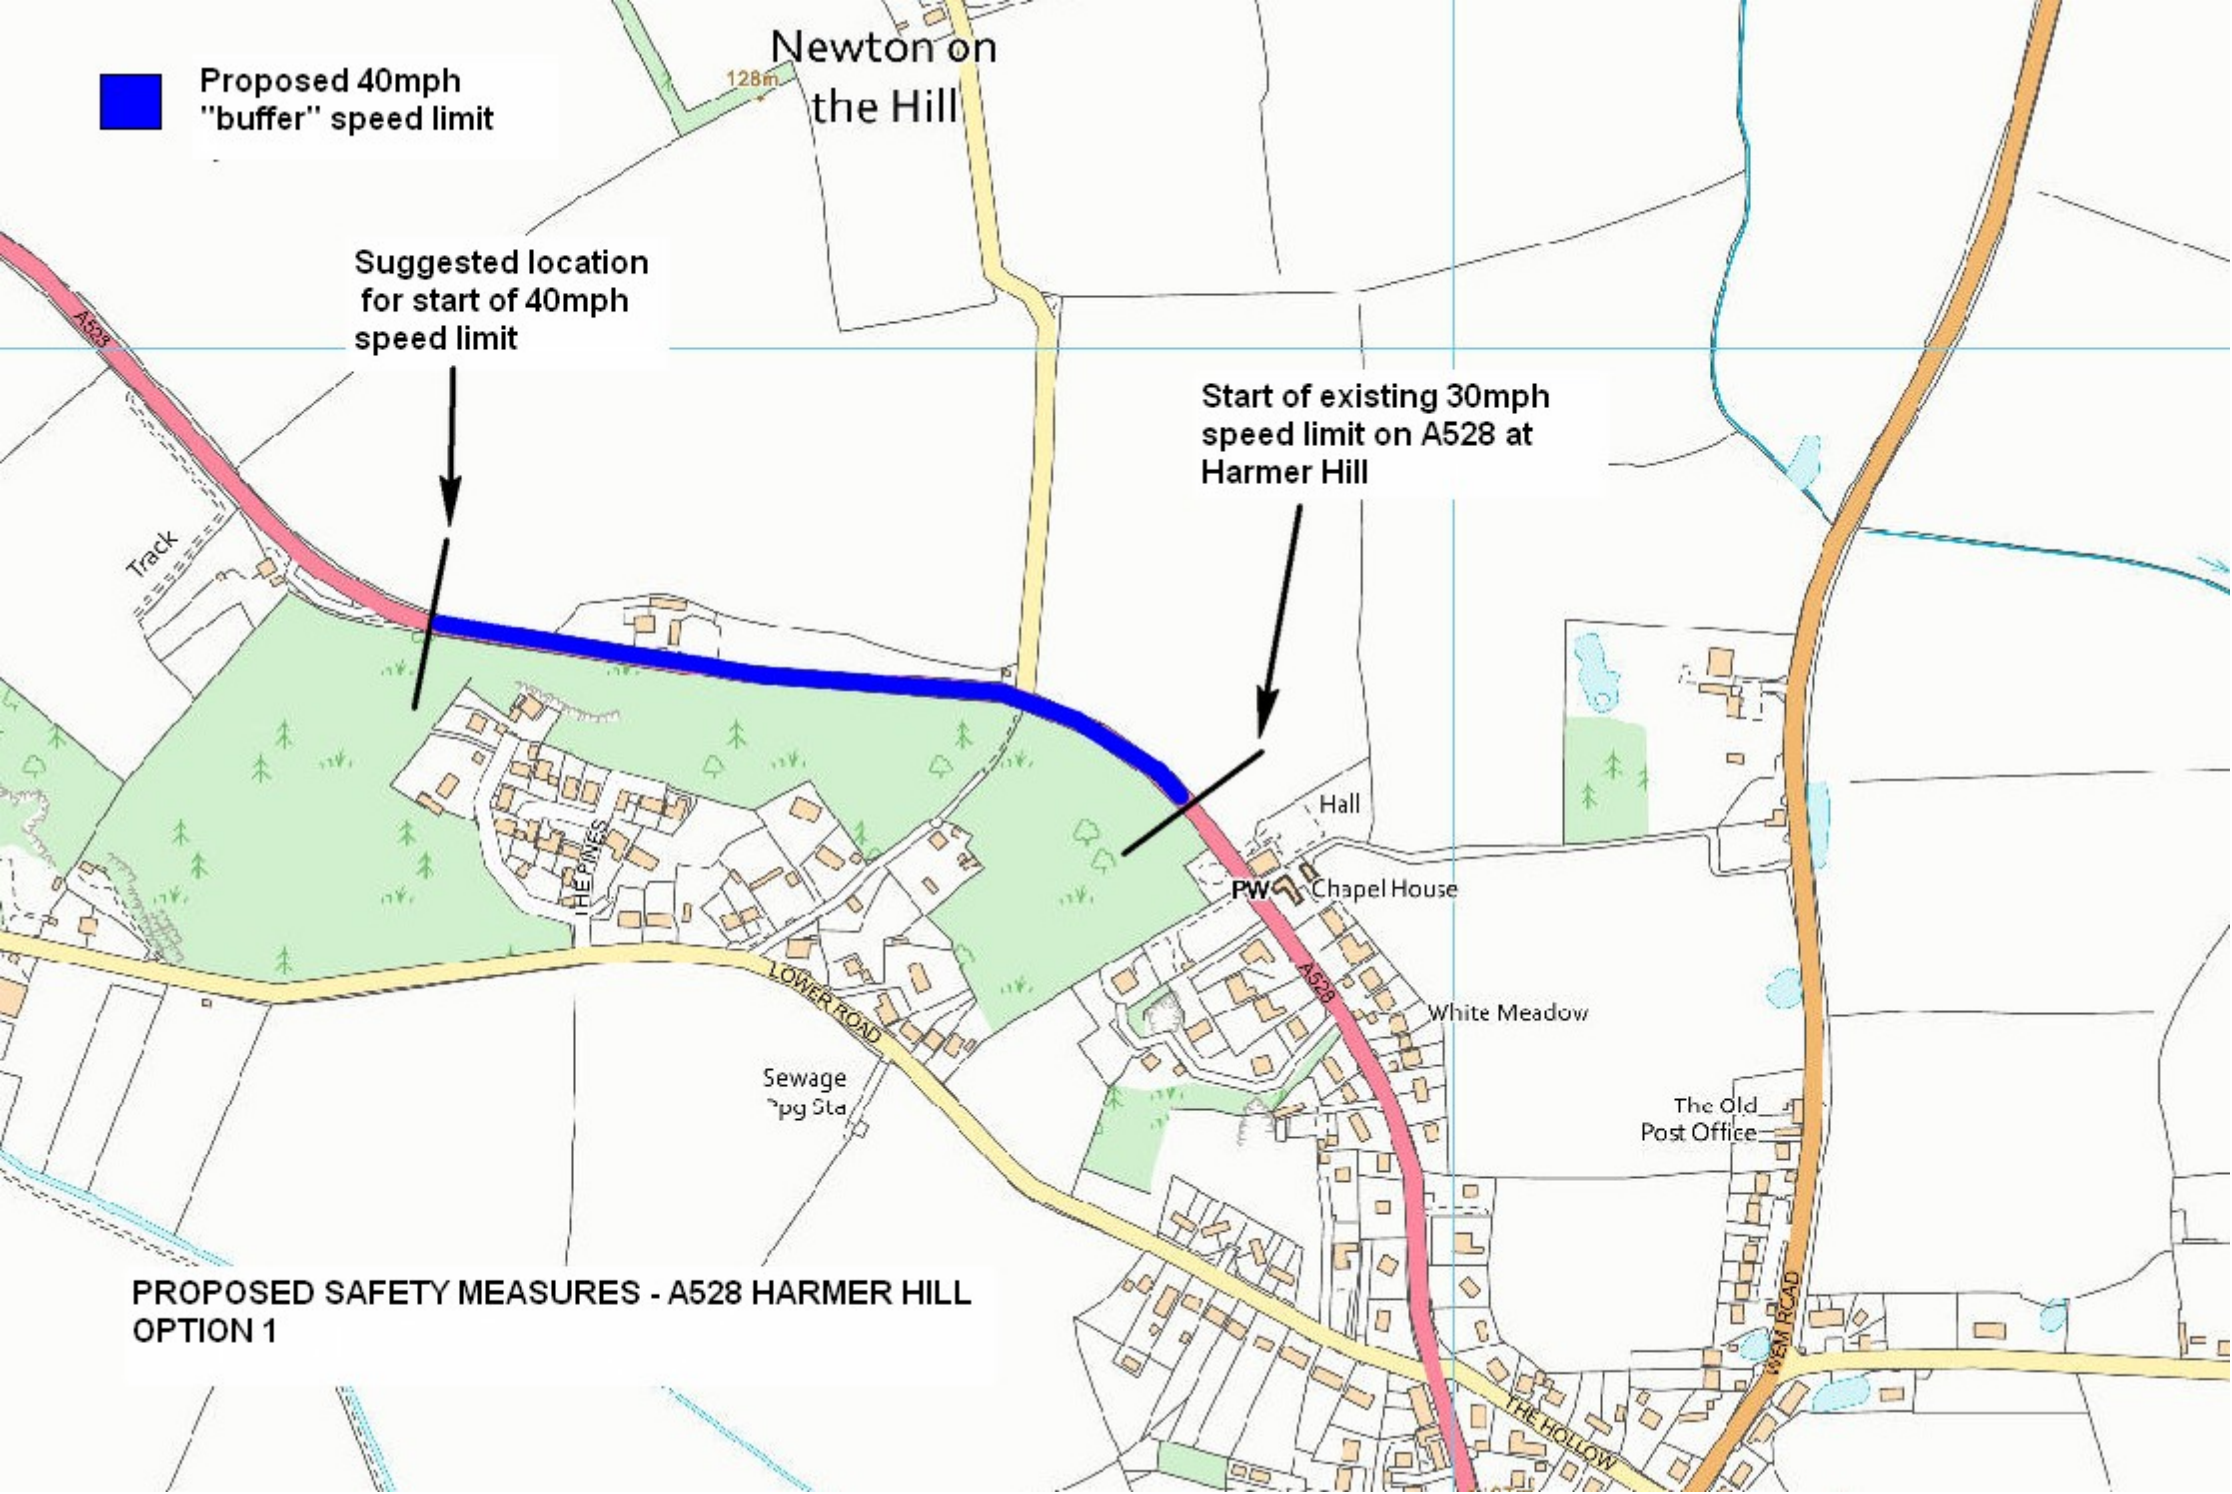 Newton on
the Hill
128m
Proposed 40mph
"buffer" speed limit
Suggested location
for start of 40mph
speed limit
A528
Start of existing 30mph
speed limit on A528 at
Harmer Hill
Track
Hall
PW
Chapel House
THE PINES
A528
White Meadow
LOWER ROAD
Sewage
Ppg Sta
The Old
Post Office
PROPOSED SAFETY MEASURES - A528 HARMER HILL
OPTION 1
WEM ROAD
THE HOLLOW